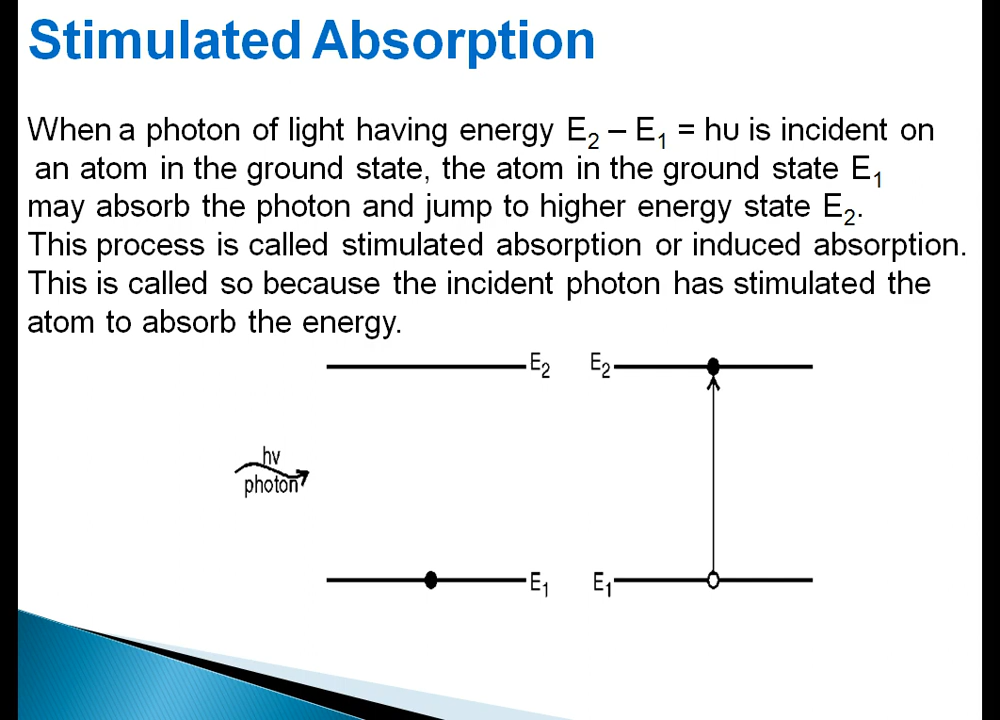 Stimulated Absorption
When a photon of light having energy E₂ – E₁ = hυ is incident on
an atom in the ground state, the atom in the ground state E₁
may absorb the photon and jump to higher energy state E₂.
This process is called stimulated absorption or induced absorption.
This is called so because the incident photon has stimulated the
atom to absorb the energy.
E₂ E₂
hv
photon
E₁ E₁